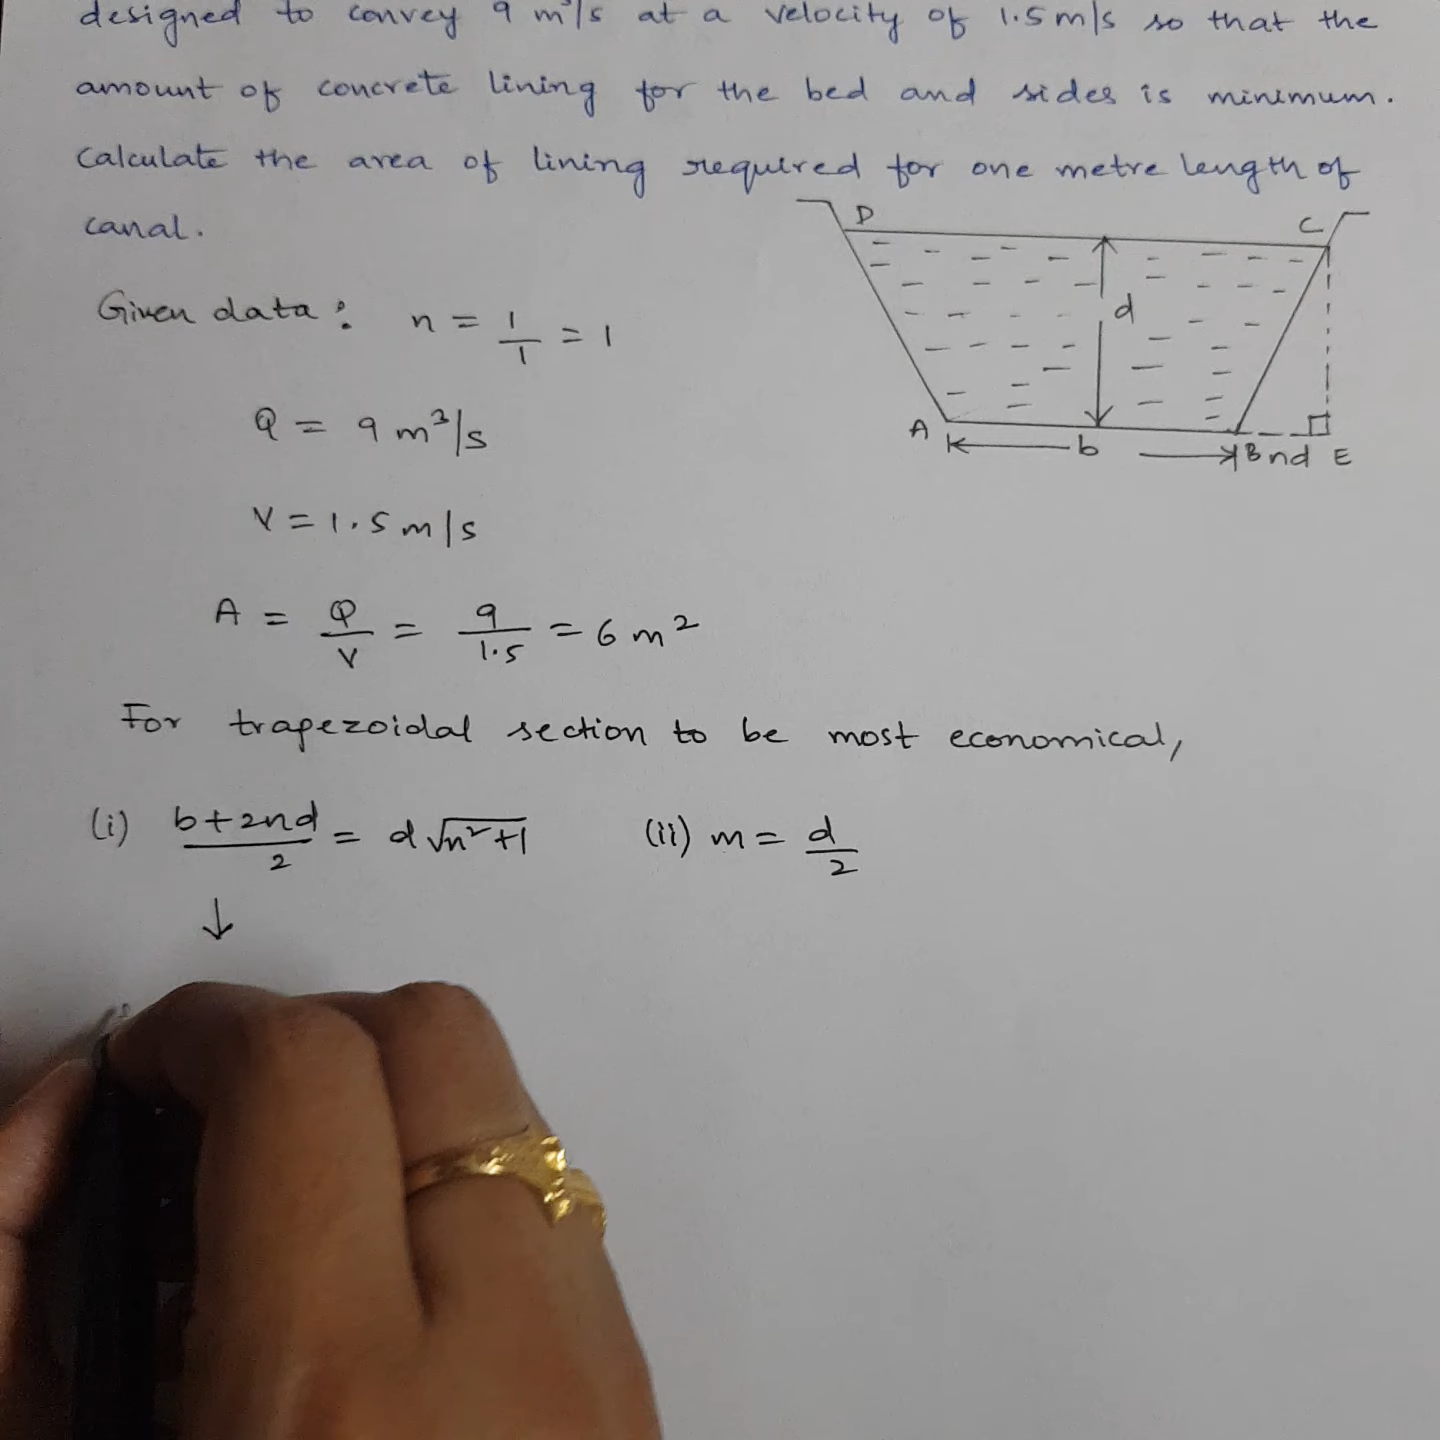 designed to convey 9 m³/s at a velocity of 1.5 m/s so that the
amount of concrete lining for the bed and sides is minimum.
Calculate the area of lining required for one metre length of
canal.
D C
Given data : n = 1/1 = 1
d
Q = 9 m³/s
A b B nd E
V = 1.5 m/s
A = Q/V = 9/1.5 = 6 m²
For trapezoidal section to be most economical,
(i) b+2nd/2 = d √n²+1 (ii) m = d/2
↓